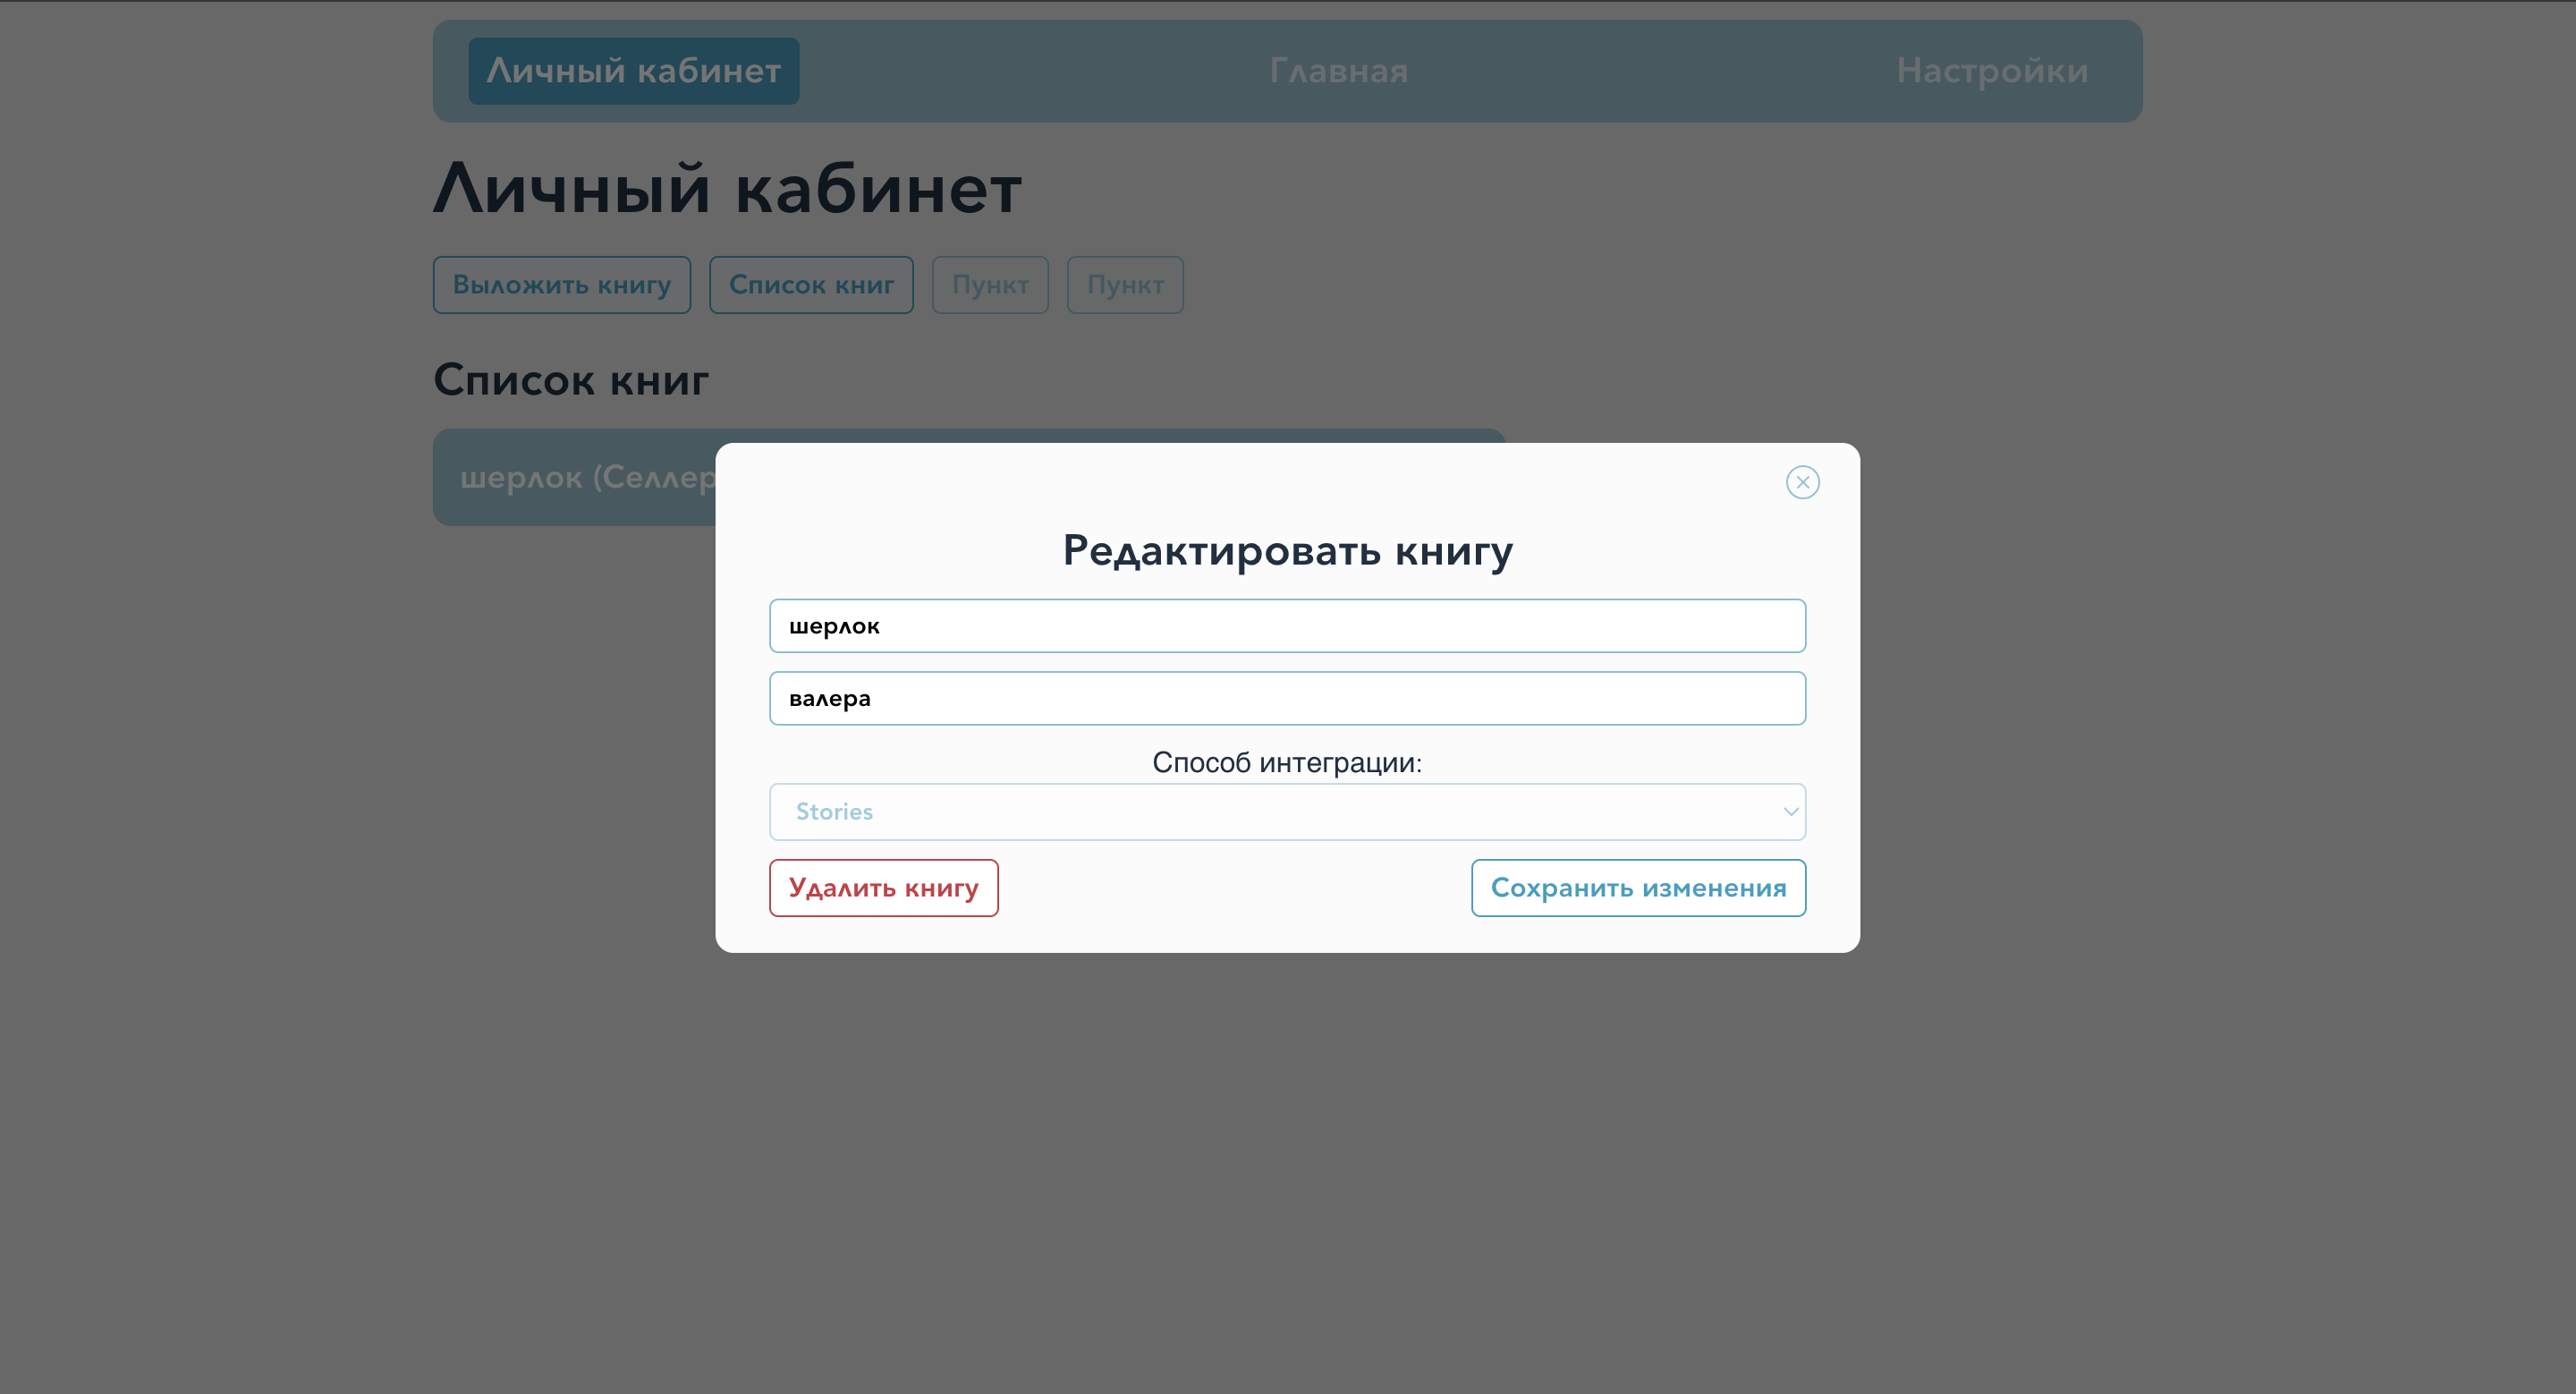 Личный кабинет Главная Настройки
Личный кабинет
Выложить книгу Список книг Пункт Пункт
Список книг
шерлок (Селлер
Редактировать книгу
шерлок
валера
Способ интеграции:
Stories
Удалить книгу Сохранить изменения